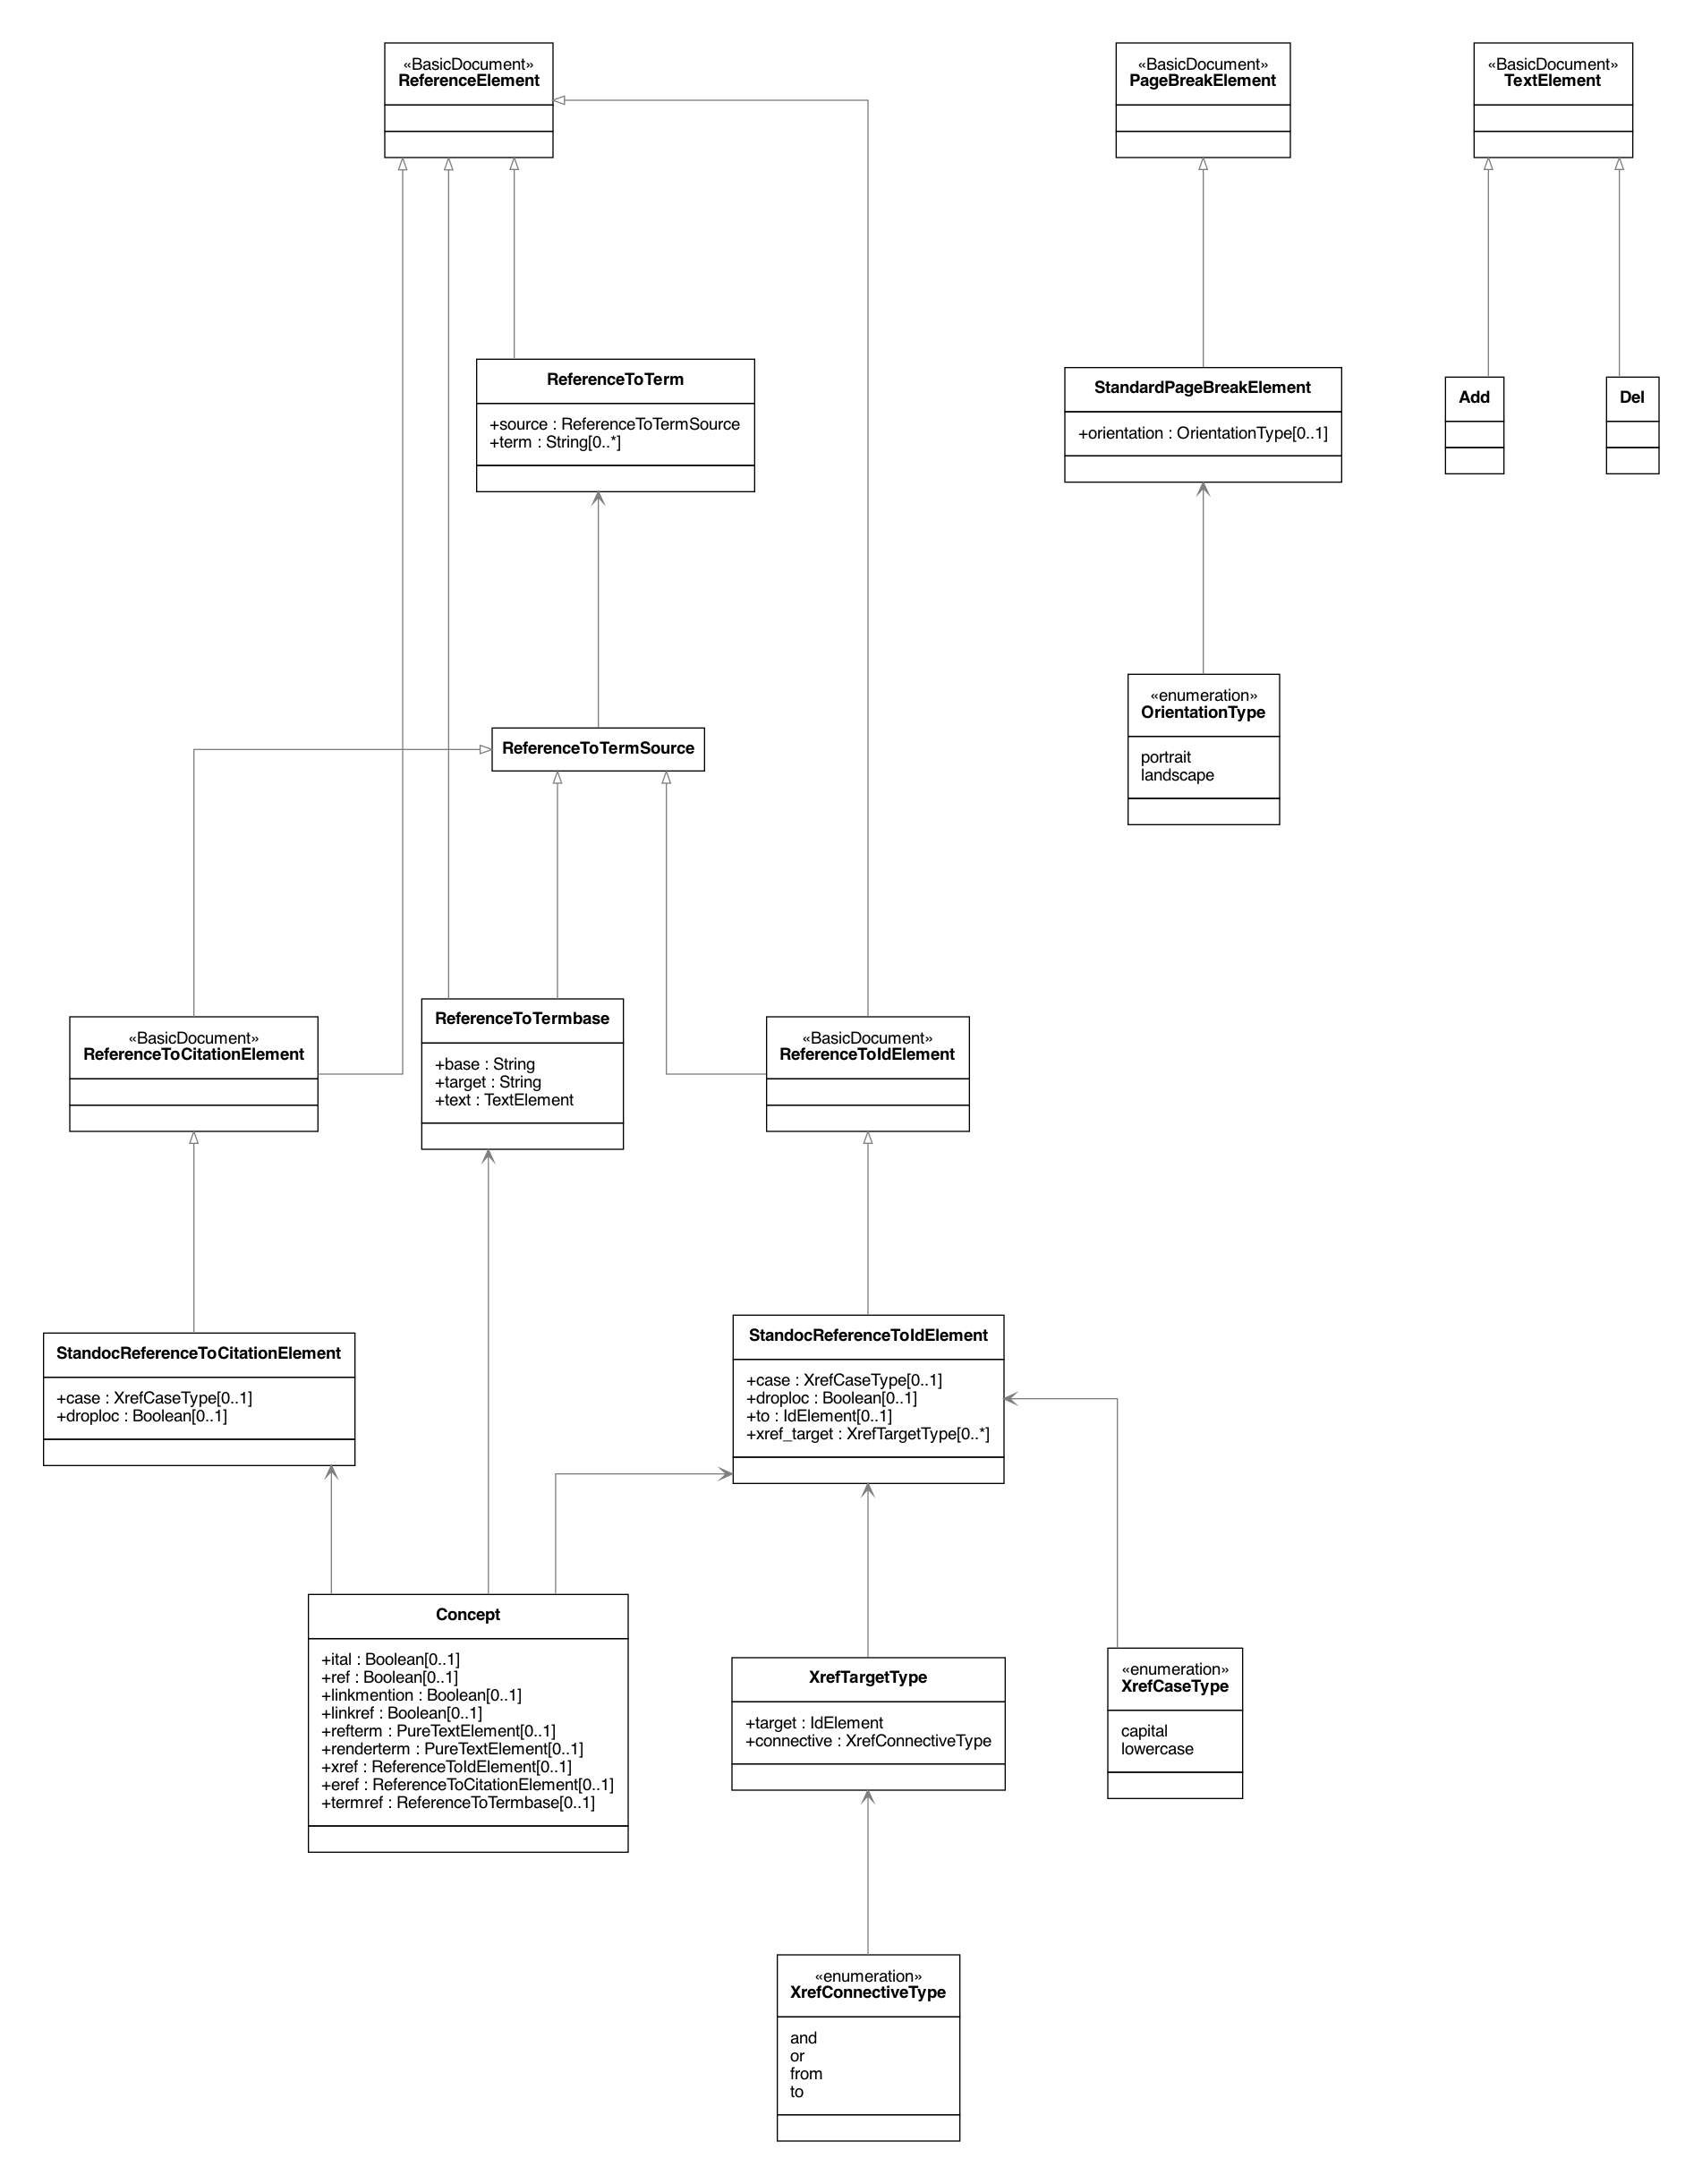 «BasicDocument»
ReferenceElement
«BasicDocument»
PageBreakElement
«BasicDocument»
TextElement
ReferenceToTerm
+source : ReferenceToTermSource
+term : String[0..*]
StandardPageBreakElement
+orientation : OrientationType[0..1]
Add
Del
«enumeration»
OrientationType
portrait
landscape
ReferenceToTermSource
«BasicDocument»
ReferenceToCitationElement
ReferenceToTermbase
+base : String
+target : String
+text : TextElement
«BasicDocument»
ReferenceToIdElement
StandocReferenceToCitationElement
+case : XrefCaseType[0..1]
+droploc : Boolean[0..1]
StandocReferenceToIdElement
+case : XrefCaseType[0..1]
+droploc : Boolean[0..1]
+to : IdElement[0..1]
+xref_target : XrefTargetType[0..*]
Concept
+ital : Boolean[0..1]
+ref : Boolean[0..1]
+linkmention : Boolean[0..1]
+linkref : Boolean[0..1]
+refterm : PureTextElement[0..1]
+renderterm : PureTextElement[0..1]
+xref : ReferenceToIdElement[0..1]
+eref : ReferenceToCitationElement[0..1]
+termref : ReferenceToTermbase[0..1]
XrefTargetType
+target : IdElement
+connective : XrefConnectiveType
«enumeration»
XrefCaseType
capital
lowercase
«enumeration»
XrefConnectiveType
and
or
from
to